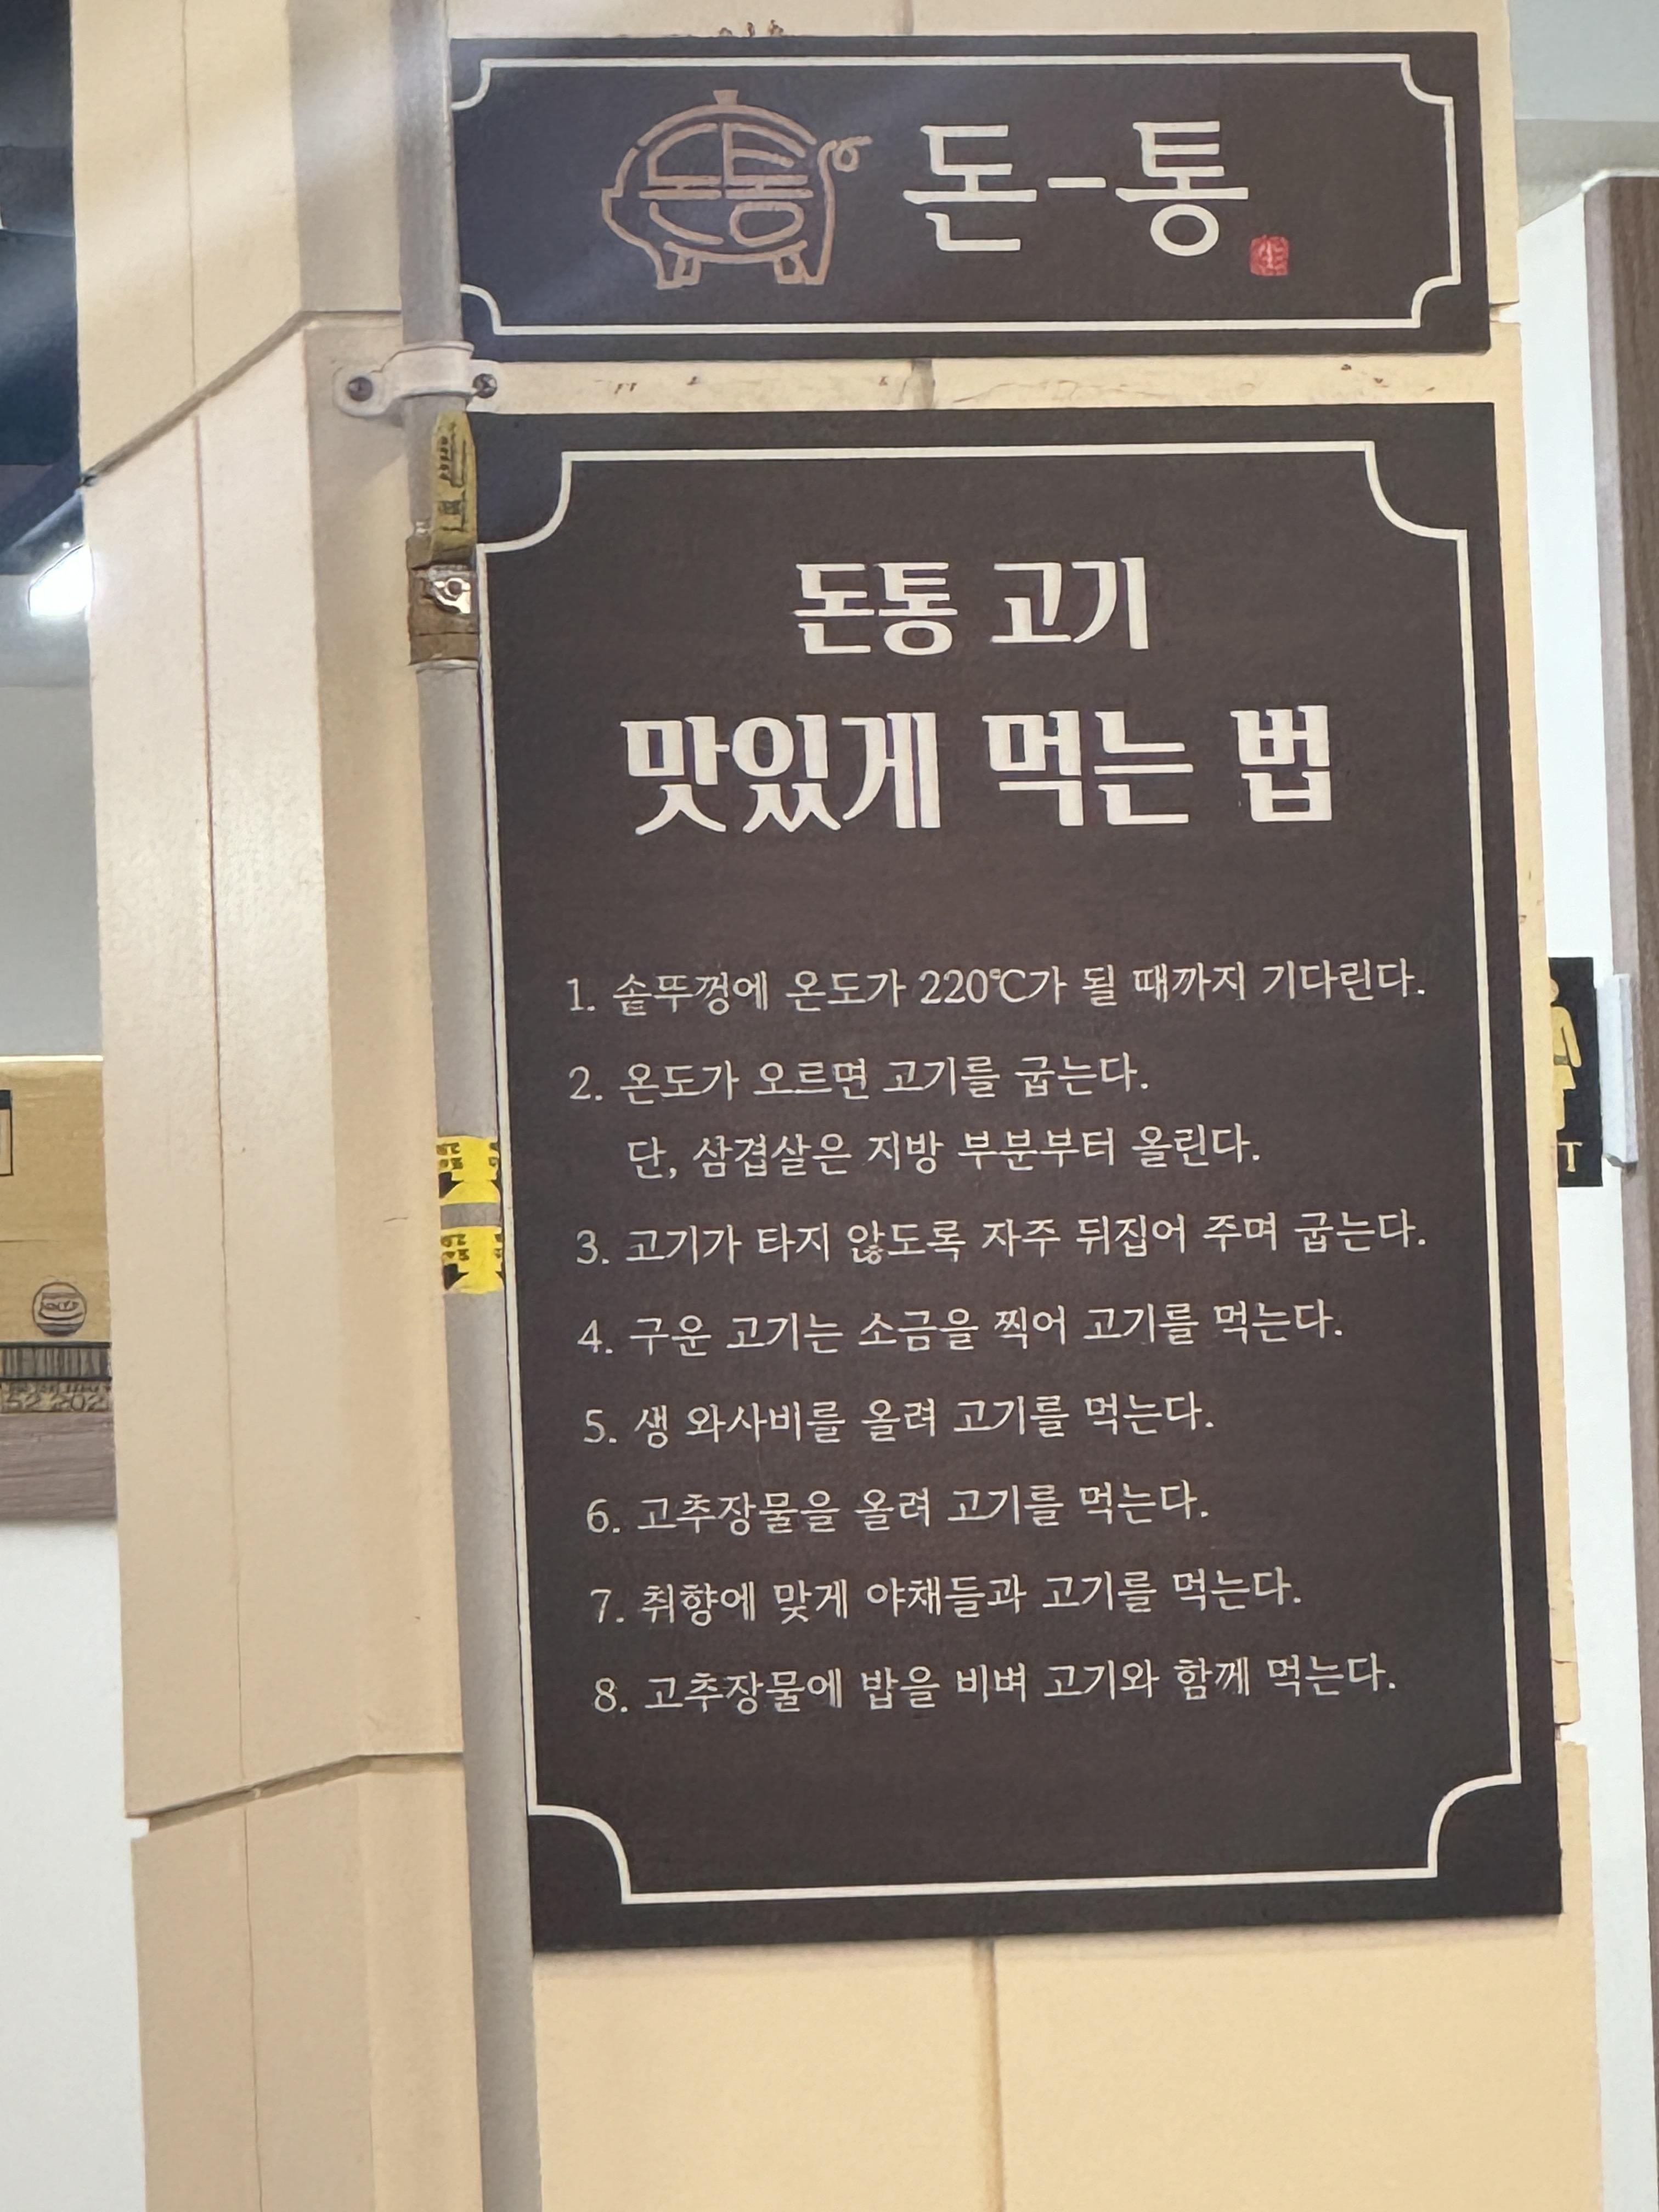 돈통
돈-통
돈통 고기
맛있게 먹는 법
1. 솥뚜껑에 온도가 220℃가 될 때까지 기다린다.
2. 온도가 오르면 고기를 굽는다.
단, 삼겹살은 지방 부분부터 올린다.
3. 고기가 타지 않도록 자주 뒤집어 주며 굽는다.
4. 구운 고기는 소금을 찍어 고기를 먹는다.
5. 생 와사비를 올려 고기를 먹는다.
6. 고추장물을 올려 고기를 먹는다.
7. 취향에 맞게 야채들과 고기를 먹는다.
8. 고추장물에 밥을 비벼 고기와 함께 먹는다.